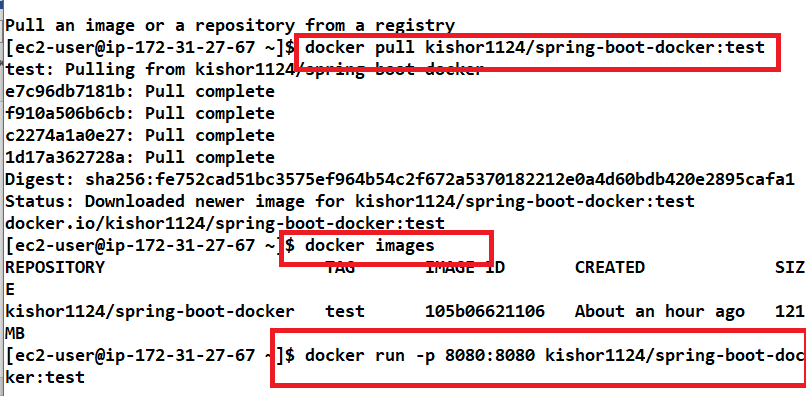 Pull an image or a repository from a registry
[ec2-user@ip-172-31-27-67 ~]$ docker pull kishor1124/spring-boot-docker:test
test: Pulling from kishor1124/spring-boot-docker
e7c96db7181b: Pull complete
f910a506b6cb: Pull complete
c2274a1a0e27: Pull complete
1d17a362728a: Pull complete
Digest: sha256:fe752cad51bc3575ef964b54c2f672a5370182212e0a4d60bdb420e2895cafa1
Status: Downloaded newer image for kishor1124/spring-boot-docker:test
docker.io/kishor1124/spring-boot-docker:test
[ec2-user@ip-172-31-27-67 ~]$ docker images
REPOSITORY TAG IMAGE ID CREATED SIZ
E
kishor1124/spring-boot-docker test 105b06621106 About an hour ago 121
MB
[ec2-user@ip-172-31-27-67 ~]$ docker run -p 8080:8080 kishor1124/spring-boot-doc
ker:test